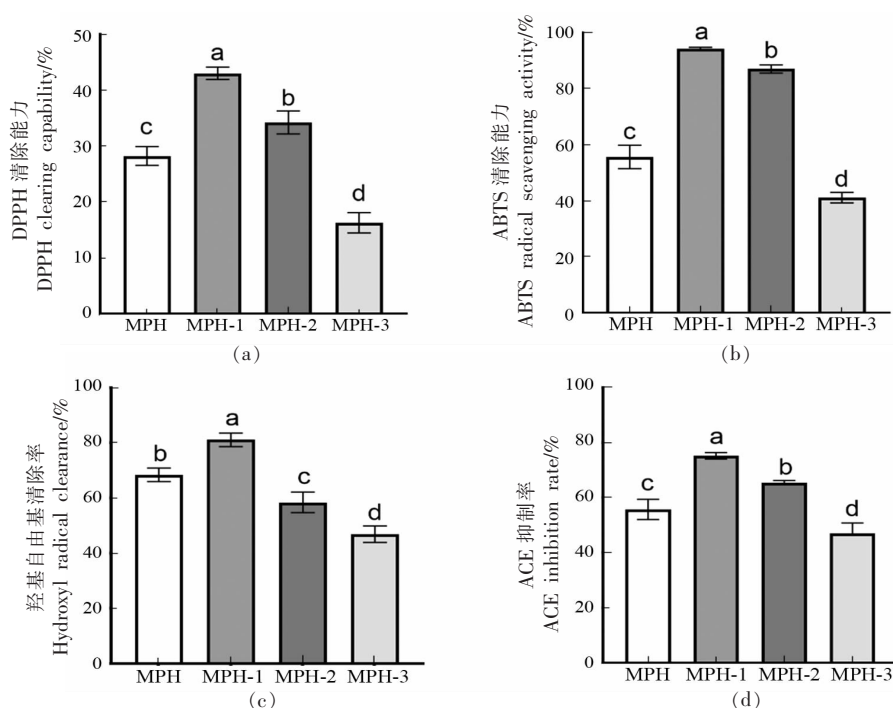 DPPH 清除能力
DPPH clearing capability/%
50
40
30
20
10
0
c
a
b
d
MPH MPH-1 MPH-2 MPH-3
(a)
ABTS 清除能力
ABTS radical scavenging activity/%
100
80
60
40
20
0
c
a
b
d
MPH MPH-1 MPH-2 MPH-3
(b)
羟基自由基清除率
Hydroxyl radical clearance/%
100
80
60
40
20
0
b
a
c
d
MPH MPH-1 MPH-2 MPH-3
(c)
ACE 抑制率
ACE inhibition rate/%
100
80
60
40
20
0
c
a
b
d
MPH MPH-1 MPH-2 MPH-3
(d)